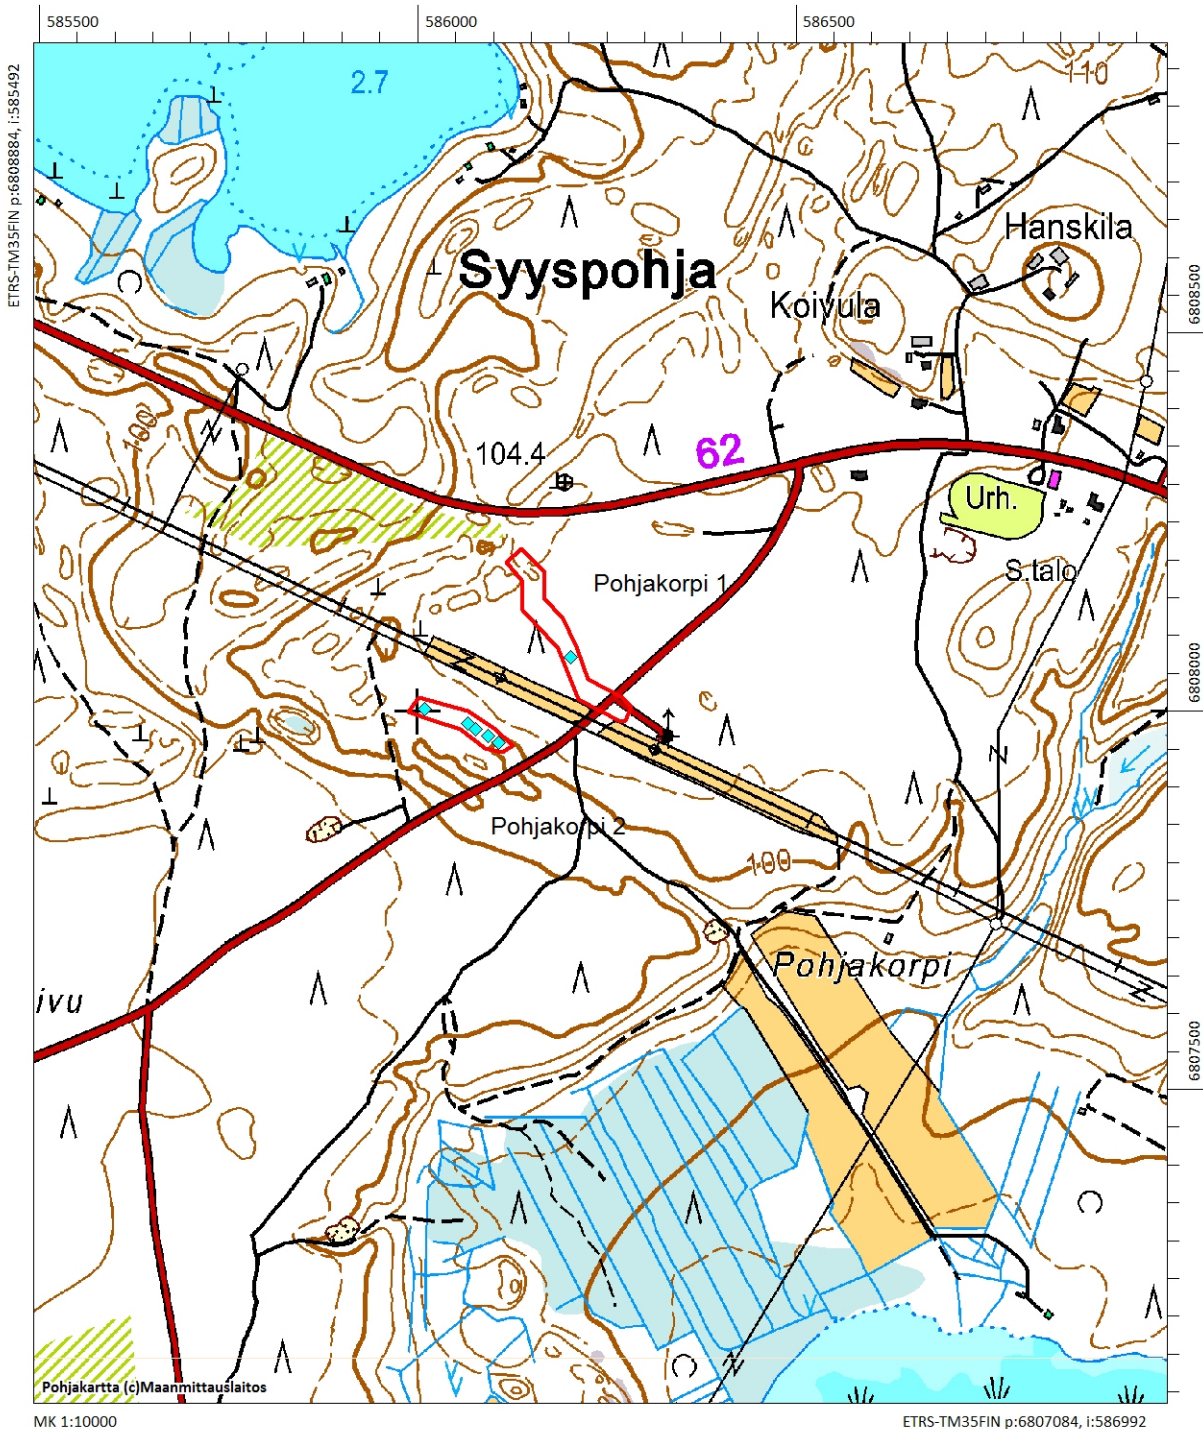 585500
586000
586500
ETRS-TM35FIN p:6808884, i:585492
2.7
110
Hanskila
Syyspohja
Koivula
6808500
100
104.4
62
Urh.
S.talo
Pohjakorpi 1
6808000
Pohjakorpi 2
100
Pohjakorpi
ivu
6807500
Pohjakartta (c)Maanmittauslaitos
MK 1:10000
ETRS-TM35FIN p:6807084, i:586992